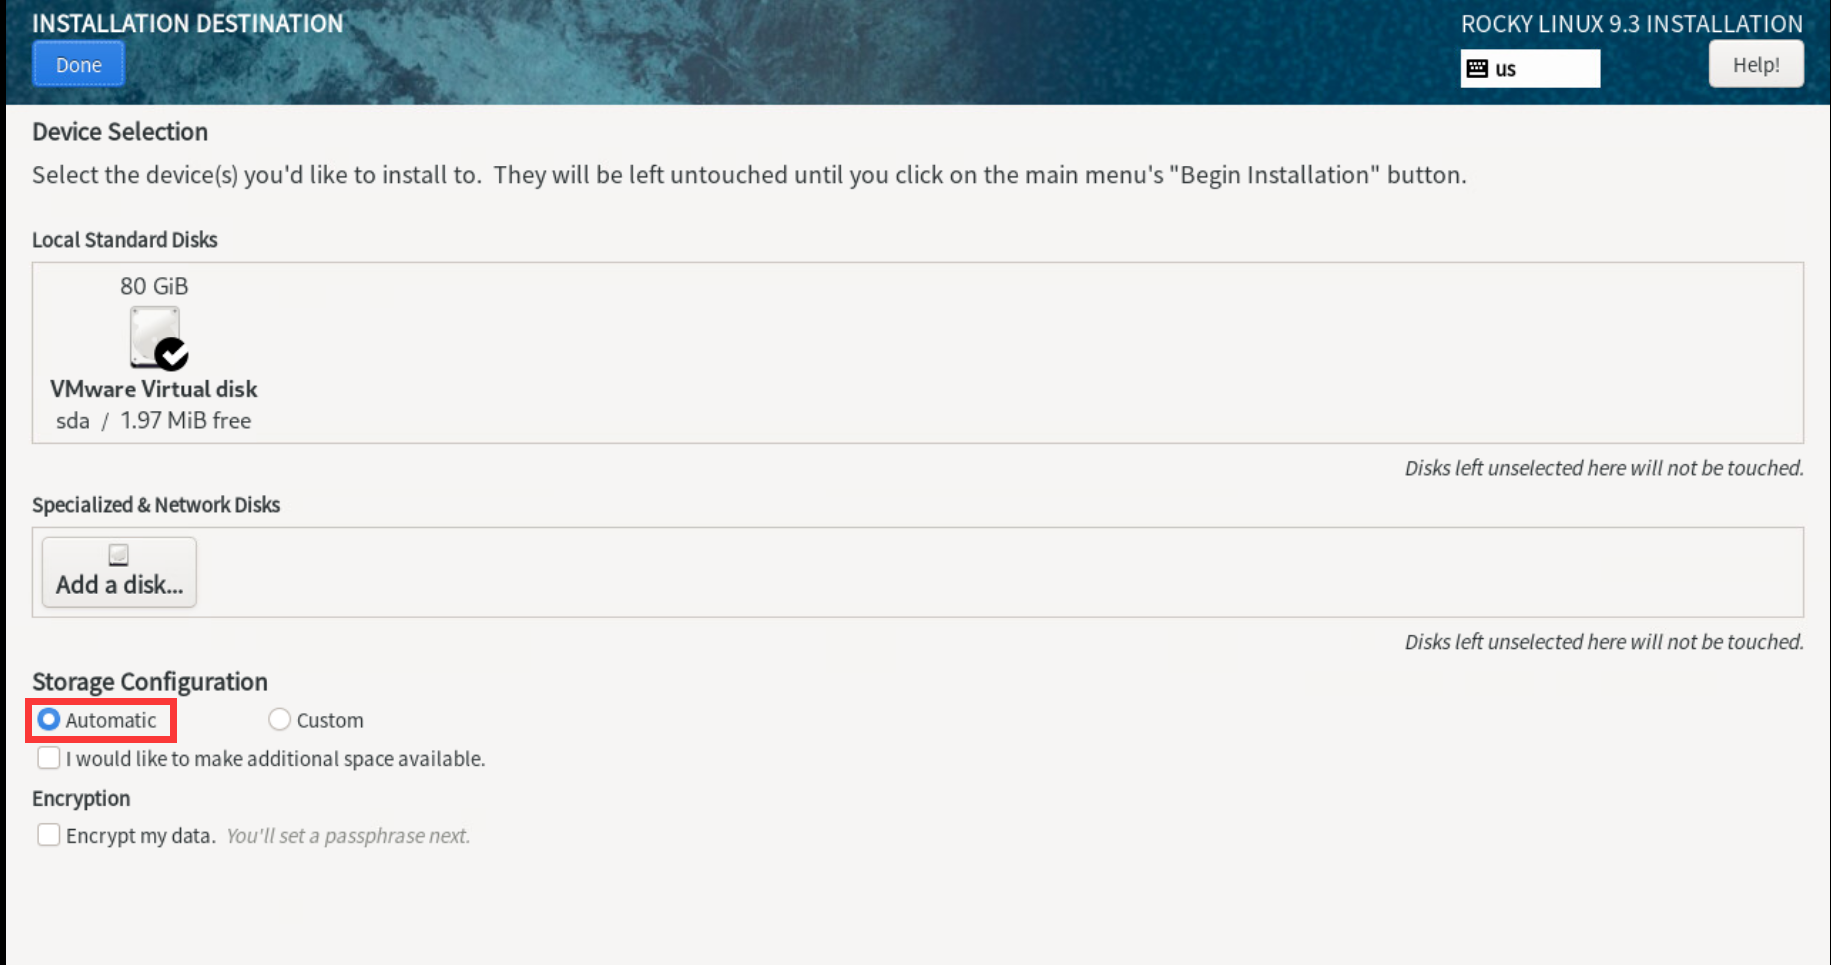 INSTALLATION DESTINATION
ROCKY LINUX 9.3 INSTALLATION
Done
us
Help!
Device Selection
Select the device(s) you'd like to install to.  They will be left untouched until you click on the main menu's "Begin Installation" button.
Local Standard Disks
80 GiB
VMware Virtual disk
sda / 1.97 MiB free
Disks left unselected here will not be touched.
Specialized & Network Disks
Add a disk...
Disks left unselected here will not be touched.
Storage Configuration
Automatic
Custom
I would like to make additional space available.
Encryption
Encrypt my data. You'll set a passphrase next.